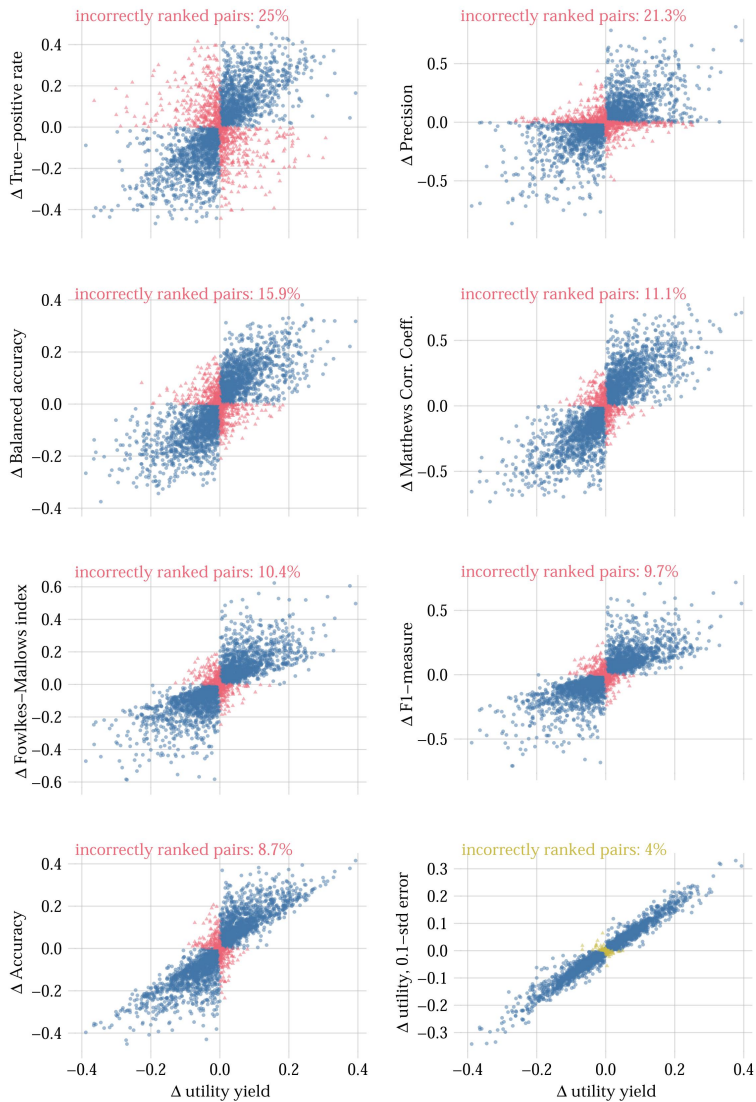 incorrectly ranked pairs: 25%
0.4
0.2
0.0
−0.2
−0.4
Δ True−positive rate
incorrectly ranked pairs: 21.3%
0.5
0.0
−0.5
Δ Precision
incorrectly ranked pairs: 15.9%
0.4
0.2
0.0
−0.2
−0.4
Δ Balanced accuracy
incorrectly ranked pairs: 11.1%
0.5
0.0
−0.5
Δ Matthews Corr. Coeff.
incorrectly ranked pairs: 10.4%
0.6
0.4
0.2
0.0
−0.2
−0.4
−0.6
Δ Fowlkes−Mallows index
incorrectly ranked pairs: 9.7%
0.5
0.0
−0.5
Δ F1−measure
incorrectly ranked pairs: 8.7%
0.4
0.2
0.0
−0.2
−0.4
Δ Accuracy
−0.4 −0.2 0.0 0.2 0.4
Δ utility yield
incorrectly ranked pairs: 4%
0.3
0.2
0.1
0.0
−0.1
−0.2
−0.3
Δ utility, 0.1−std error
−0.4 −0.2 0.0 0.2 0.4
Δ utility yield